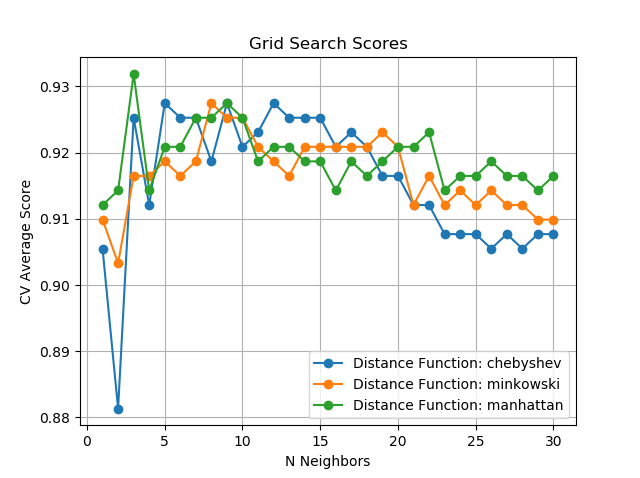 Grid Search Scores
CV Average Score
0.93
0.92
0.91
0.90
0.89
0.88
Distance Function: chebyshev
Distance Function: minkowski
Distance Function: manhattan
0 5 10 15 20 25 30
N Neighbors